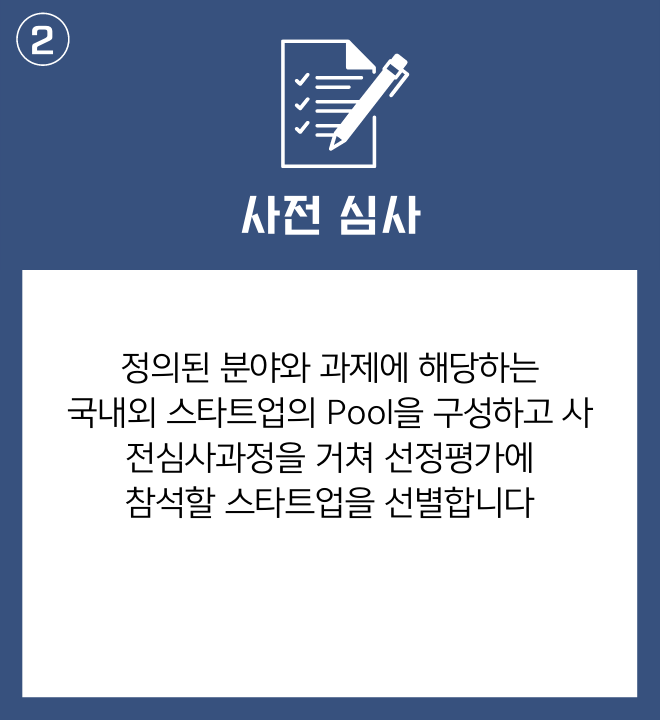 2
사전 심사
정의된 분야와 과제에 해당하는
국내외 스타트업의 Pool을 구성하고 사
전심사과정을 거쳐 선정평가에
참석할 스타트업을 선별합니다